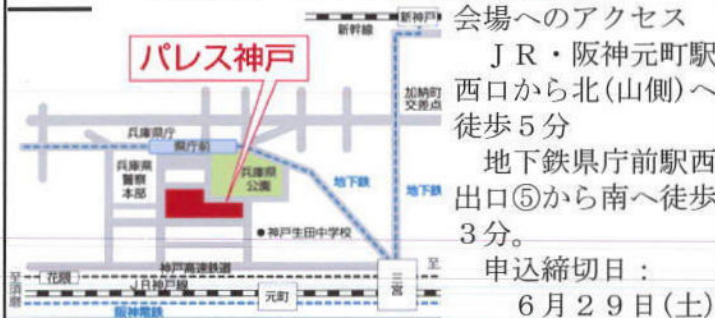 新神戸
新幹線
パレス神戸
加納町
交差点
兵庫県庁
県庁前
兵庫県
警察
本部
兵庫県
公園
地下鉄
地下鉄
●神戸生田中学校
神戸高速鉄道
至須磨
花隈
JR神戸線
元町
三宮
至
阪神電鉄
会場へのアクセス
ＪＲ・阪神元町駅
西口から北(山側)へ
徒歩５分
地下鉄県庁前駅西
出口⑤から南へ徒歩
３分。
申込締切日：
６月２９日(土)